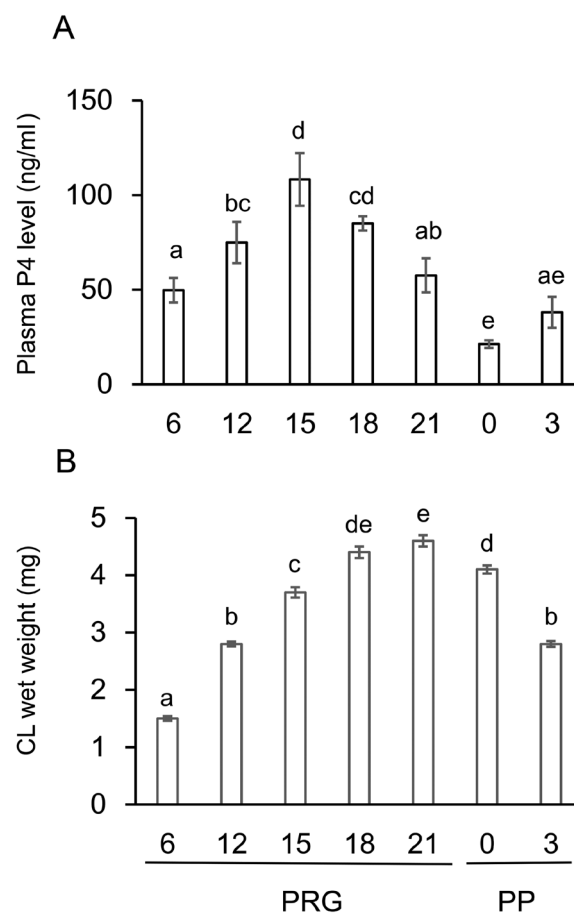 A
Plasma P4 level (ng/ml)
150
100
50
0
a
bc
d
cd
ab
e
ae
6 12 15 18 21 0 3
B
CL wet weight (mg)
5
4
3
2
1
0
a
b
c
de
e
d
b
6 12 15 18 21 0 3
PRG PP